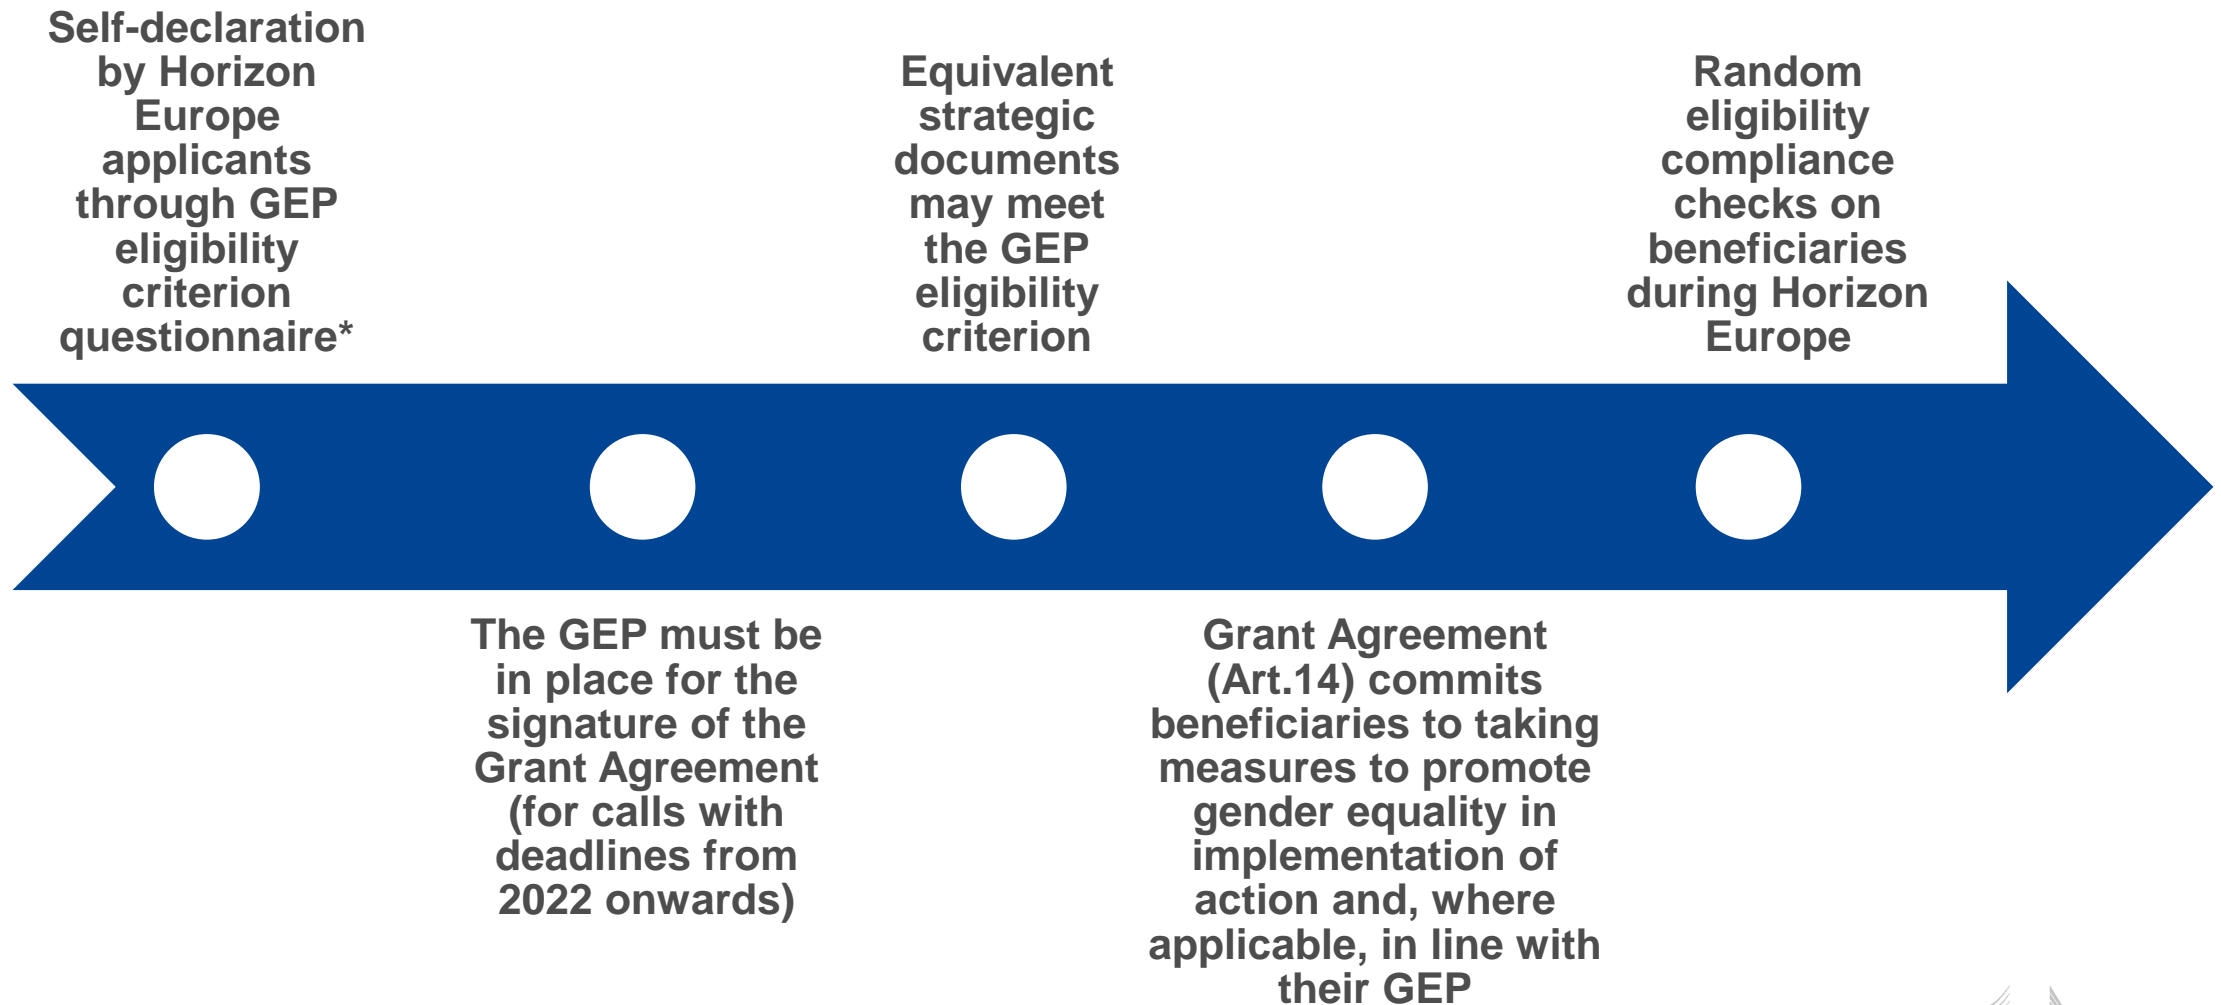 Self-declaration
by Horizon
Europe
applicants
through GEP
eligibility
criterion
questionnaire*
The GEP must be
in place for the
signature of the
Grant Agreement
(for calls with
deadlines from
2022 onwards)
Equivalent
strategic
documents
may meet
the GEP
eligibility
criterion
Grant Agreement
(Art.14) commits
beneficiaries to taking
measures to promote
gender equality in
implementation of
action and, where
applicable, in line with
their GEP
Random
eligibility
compliance
checks on
beneficiaries
during Horizon
Europe